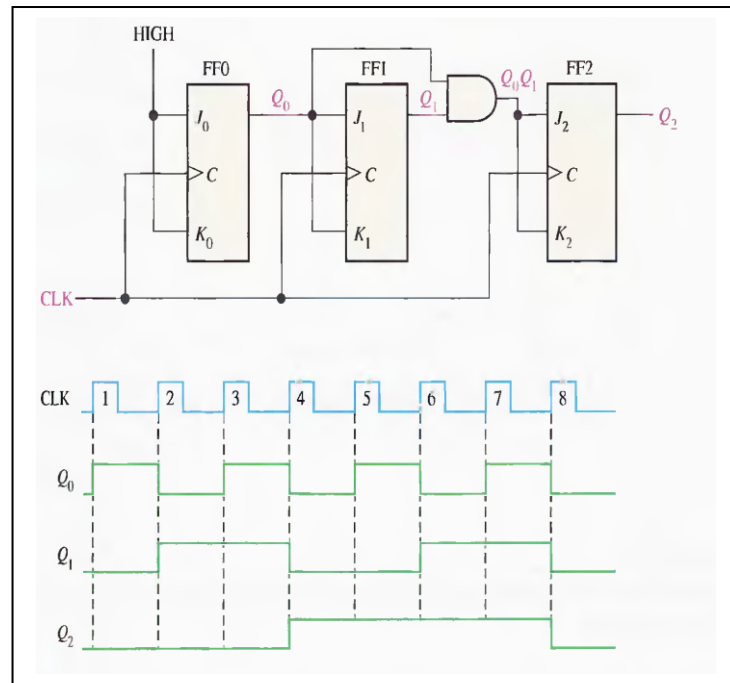 HIGH
FF0 FF1 FF2
Q₀ Q₁ Q₀Q₁
J₀ J₁ J₂ Q₂
C C C
K₀ K₁ K₂
CLK
CLK 1 2 3 4 5 6 7 8
Q₀
Q₁
Q₂